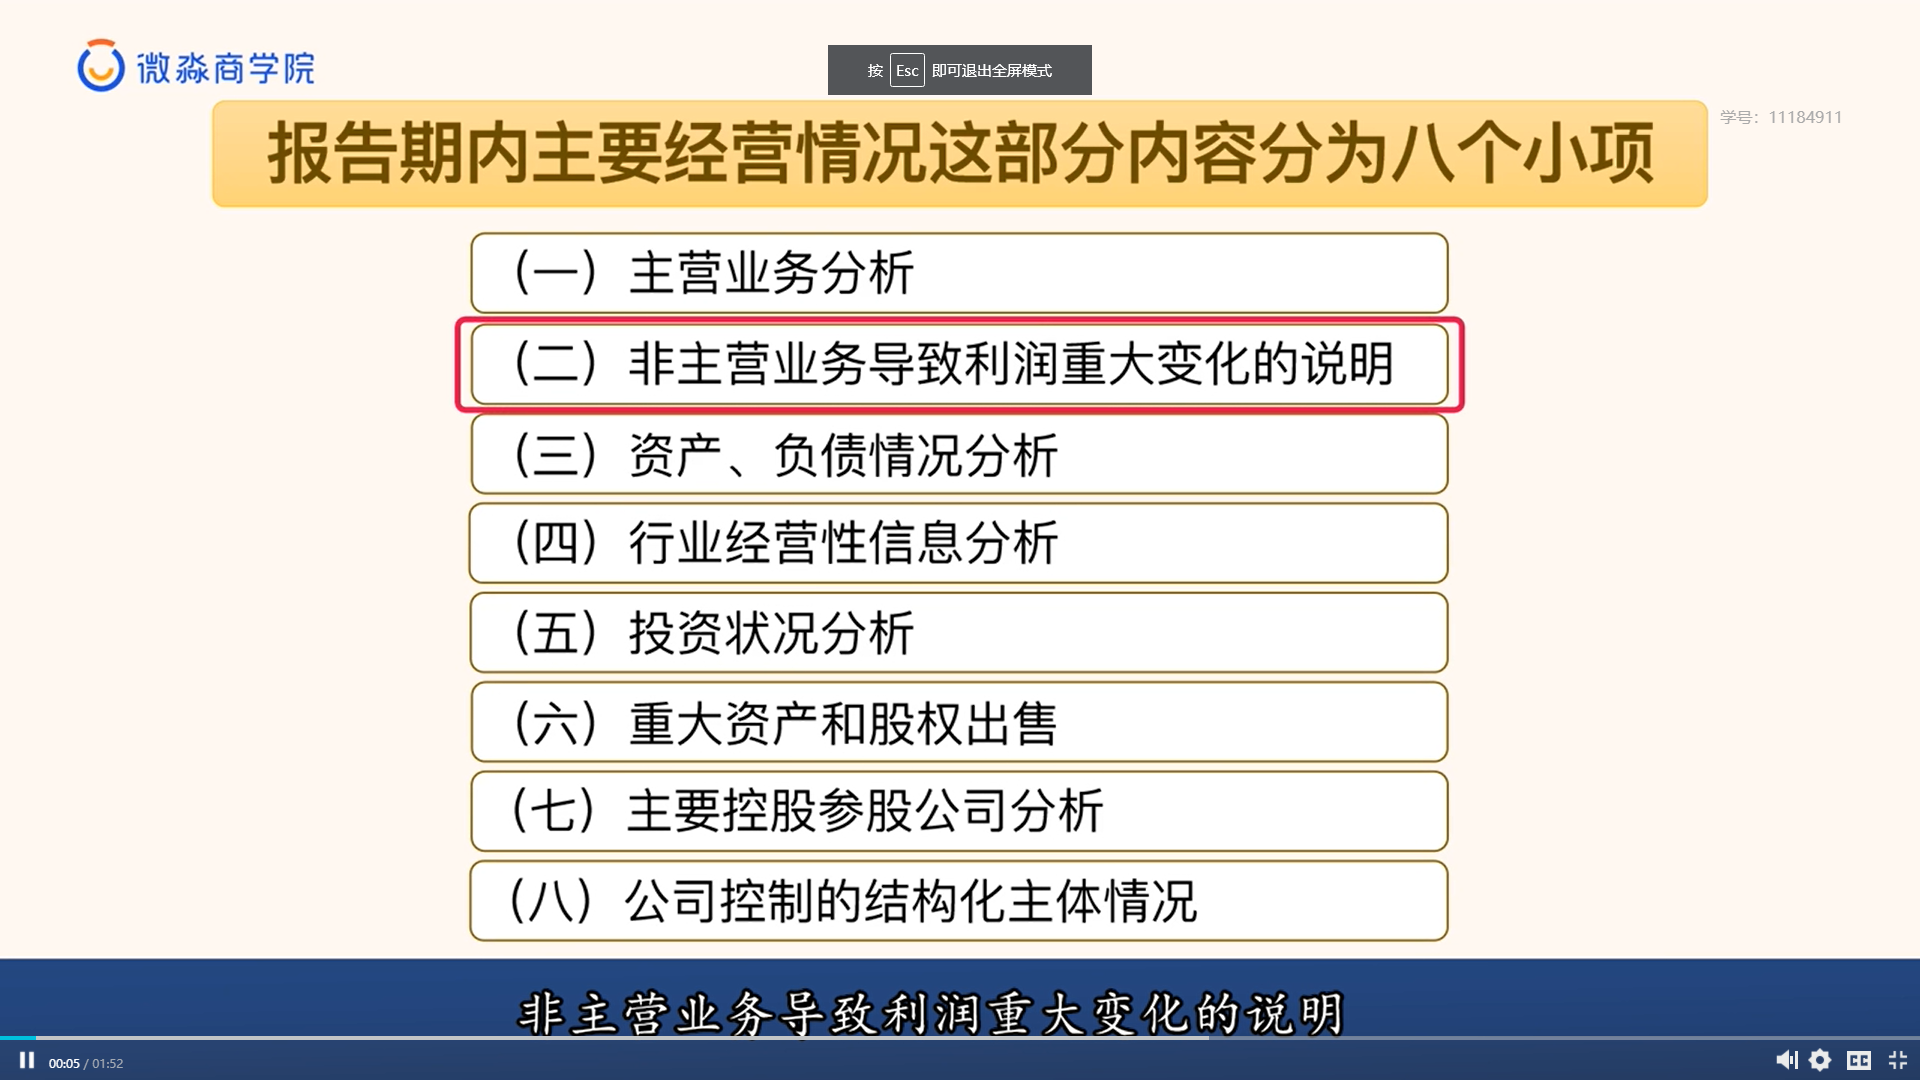 微淼商学院
按 Esc 即可退出全屏模式
学号：11184911
报告期内主要经营情况这部分内容分为八个小项
（一）主营业务分析
（二）非主营业务导致利润重大变化的说明
（三）资产、负债情况分析
（四）行业经营性信息分析
（五）投资状况分析
（六）重大资产和股权出售
（七）主要控股参股公司分析
（八）公司控制的结构化主体情况
非主营业务导致利润重大变化的说明
00:05 / 01:52
CC